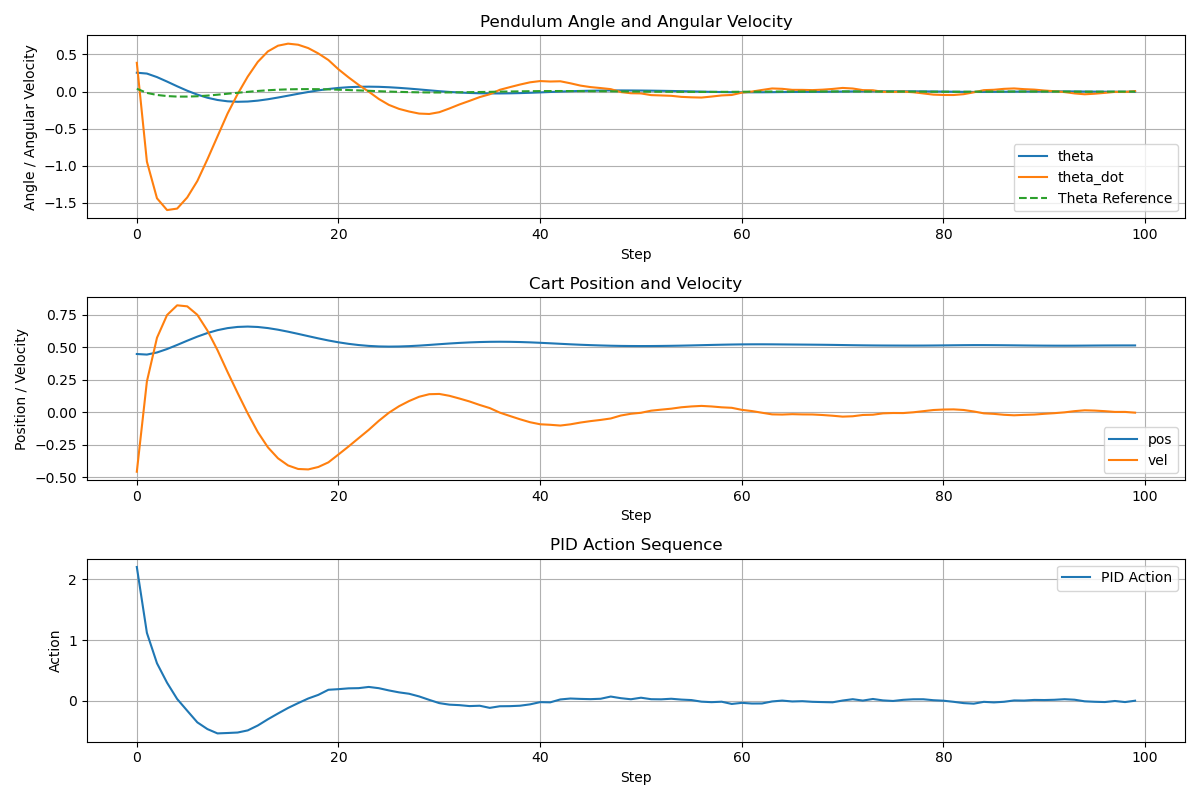 Pendulum Angle and Angular Velocity
Angle / Angular Velocity
0.5
0.0
−0.5
−1.0
−1.5
theta
theta_dot
Theta Reference
0
20
40
60
80
100
Step
Cart Position and Velocity
Position / Velocity
0.75
0.50
0.25
0.00
−0.25
−0.50
pos
vel
0
20
40
60
80
100
Step
PID Action Sequence
Action
2
1
0
PID Action
0
20
40
60
80
100
Step